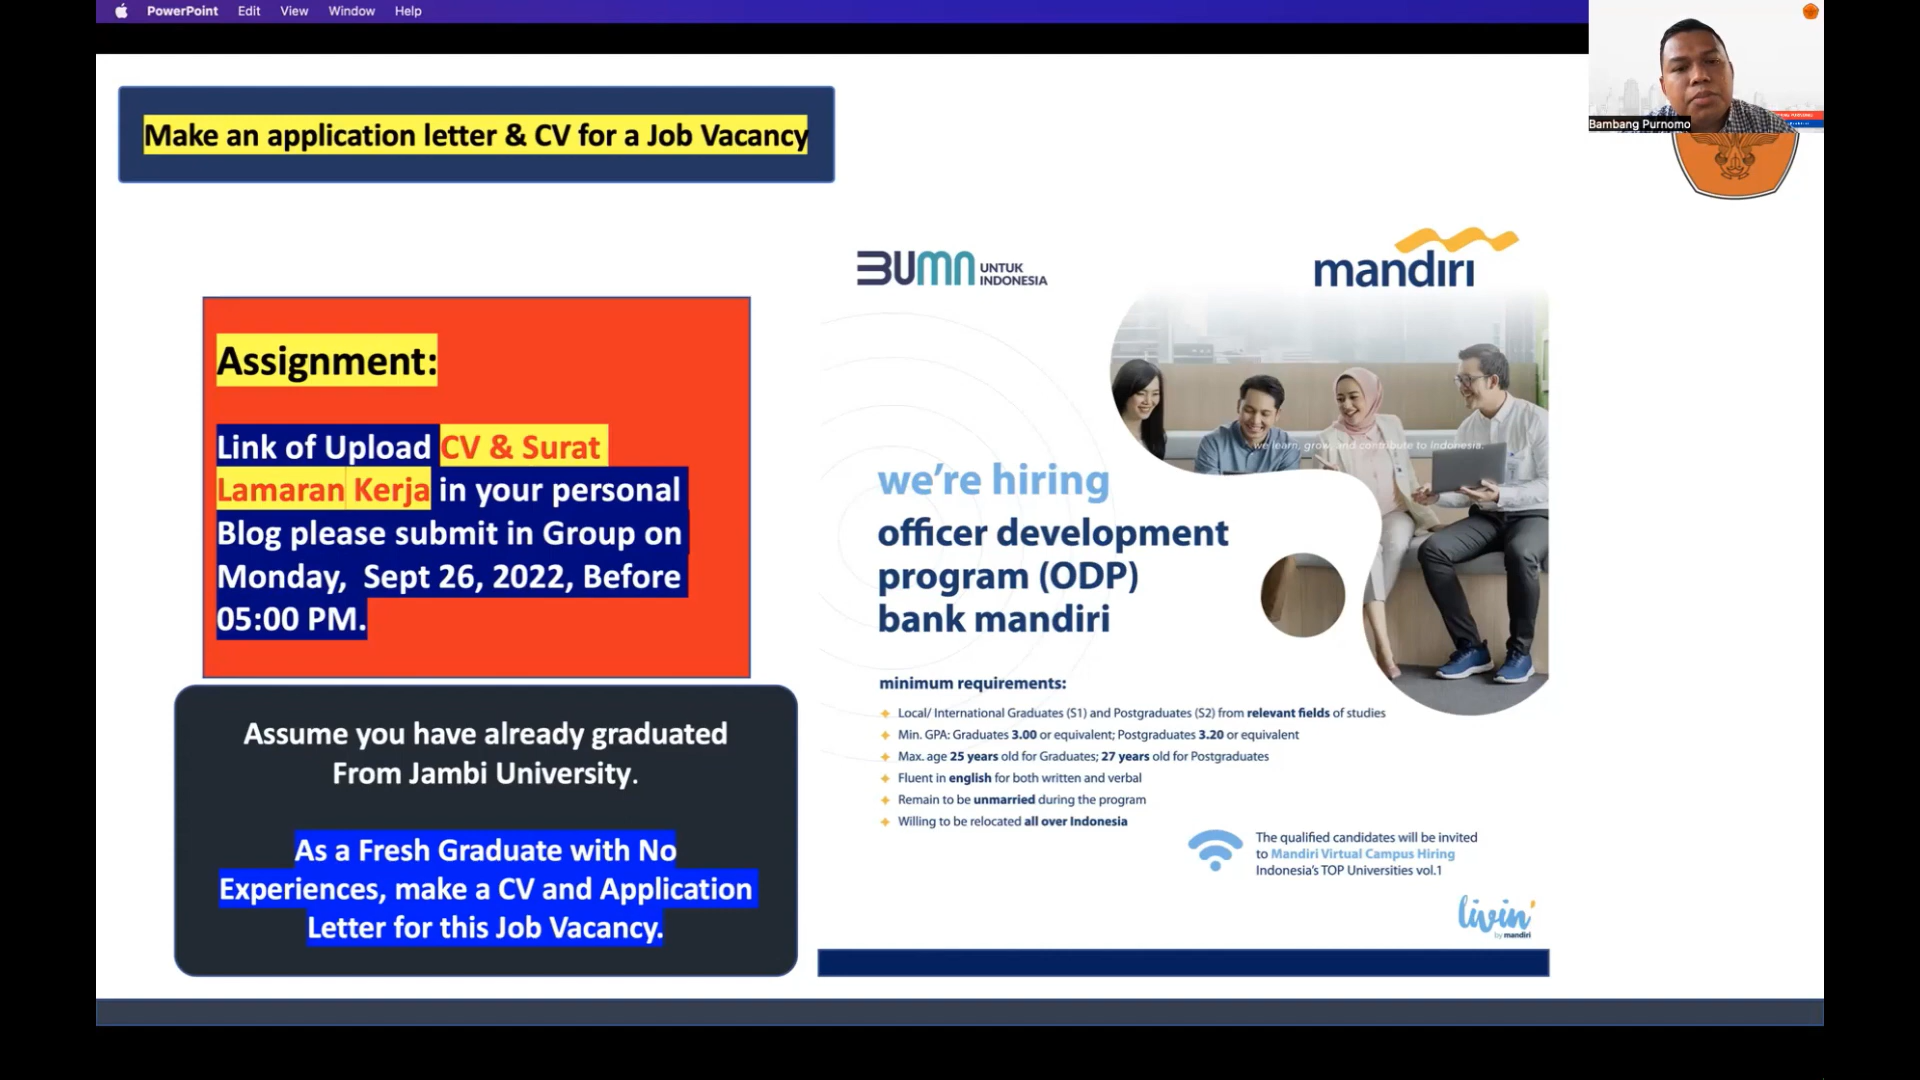 PowerPoint Edit View Window Help
Bambang Purnomo
Make an application letter & CV for a Job Vacancy
Assignment:
Link of Upload CV & Surat
Lamaran Kerja in your personal
Blog please submit in Group on
Monday, Sept 26, 2022, Before
05:00 PM.
Assume you have already graduated
From Jambi University.
As a Fresh Graduate with No
Experiences, make a CV and Application
Letter for this Job Vacancy.
BUMN UNTUK
INDONESIA
mandiri
we learn, grow, and contribute to Indonesia.
we're hiring
officer development
program (ODP)
bank mandiri
minimum requirements:
Local/ International Graduates (S1) and Postgraduates (S2) from relevant fields of studies
Min. GPA: Graduates 3.00 or equivalent; Postgraduates 3.20 or equivalent
Max. age 25 years old for Graduates; 27 years old for Postgraduates
Fluent in english for both written and verbal
Remain to be unmarried during the program
Willing to be relocated all over Indonesia
The qualified candidates will be invited
to Mandiri Virtual Campus Hiring
Indonesia's TOP Universities vol.1
livin'
by mandiri